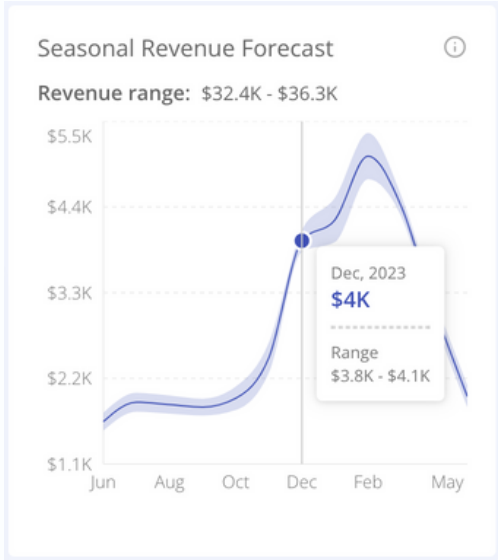 Seasonal Revenue Forecast
Revenue range: $32.4K - $36.3K
$5.5K
$4.4K
$3.3K
$2.2K
$1.1K
Dec, 2023
$4K
Range
$3.8K - $4.1K
Jun Aug Oct Dec Feb May